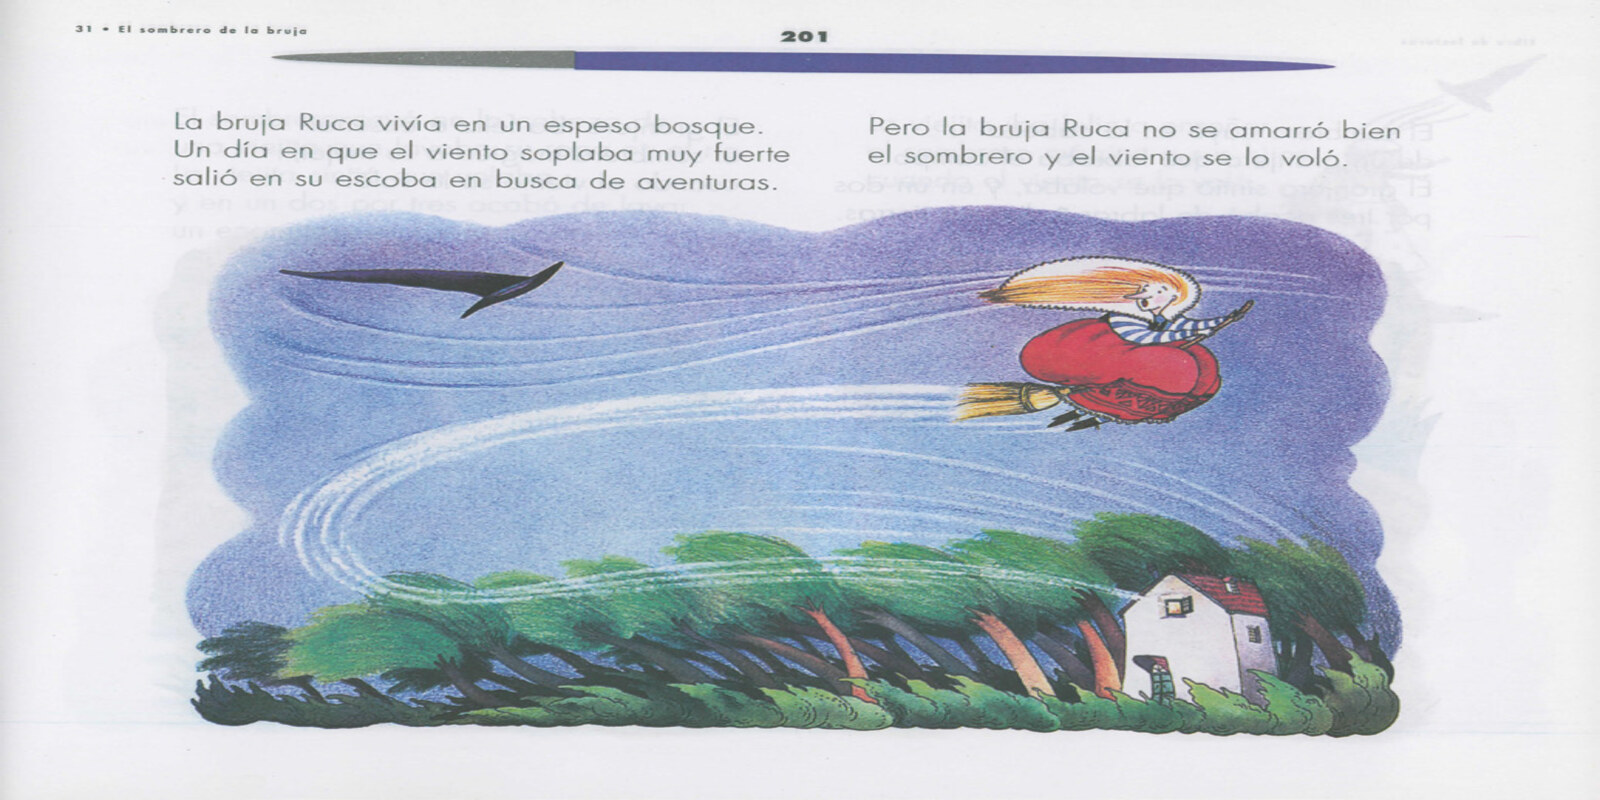 31 • El sombrero de la bruja
201
La bruja Ruca vivía en un espeso bosque.
Un día en que el viento soplaba muy fuerte
salió en su escoba en busca de aventuras.
Pero la bruja Ruca no se amarró bien
el sombrero y el viento se lo voló.